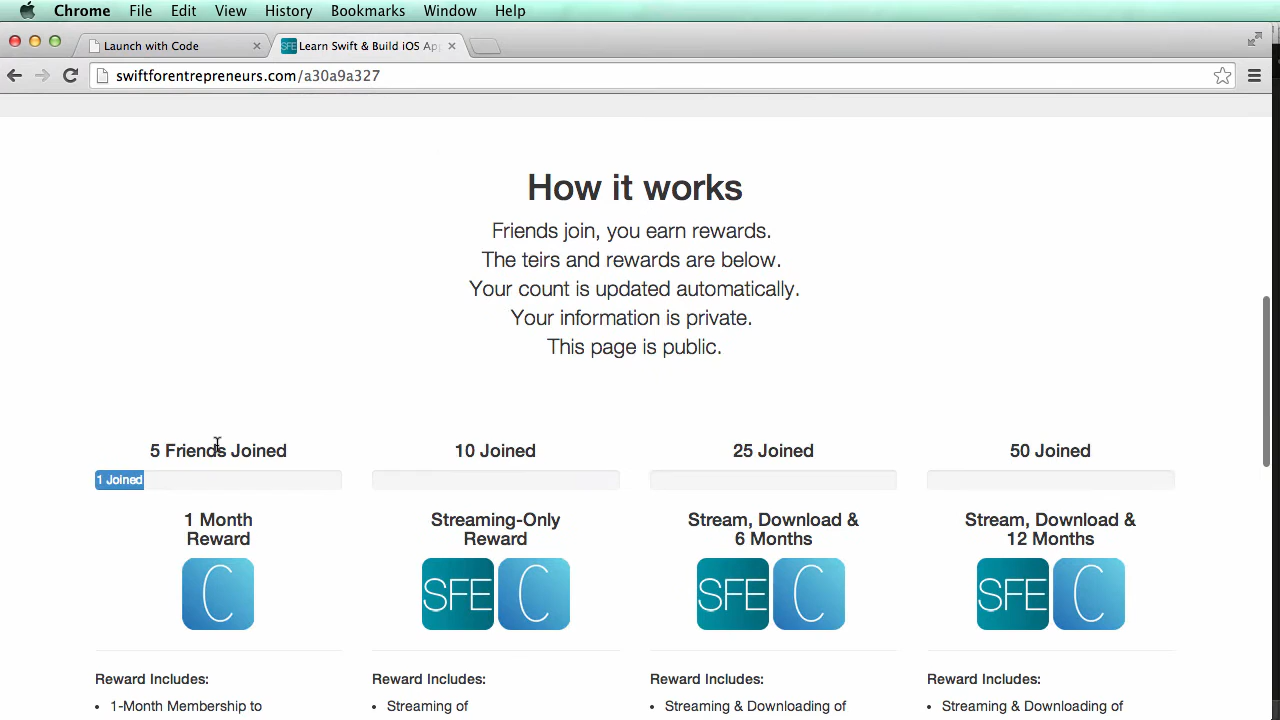 Chrome File Edit View History Bookmarks Window Help
Launch with Code
SFE Learn Swift & Build iOS Ap
swiftforentrepreneurs.com/a30a9a327
How it works
Friends join, you earn rewards.
The teirs and rewards are below.
Your count is updated automatically.
Your information is private.
This page is public.
5 Friends Joined
10 Joined
25 Joined
50 Joined
1 Joined
1 Month
Reward
Streaming-Only
Reward
Stream, Download &
6 Months
Stream, Download &
12 Months
C
SFE C
SFE C
SFE C
Reward Includes:
Reward Includes:
Reward Includes:
Reward Includes:
• 1-Month Membership to
• Streaming of
• Streaming & Downloading of
• Streaming & Downloading of